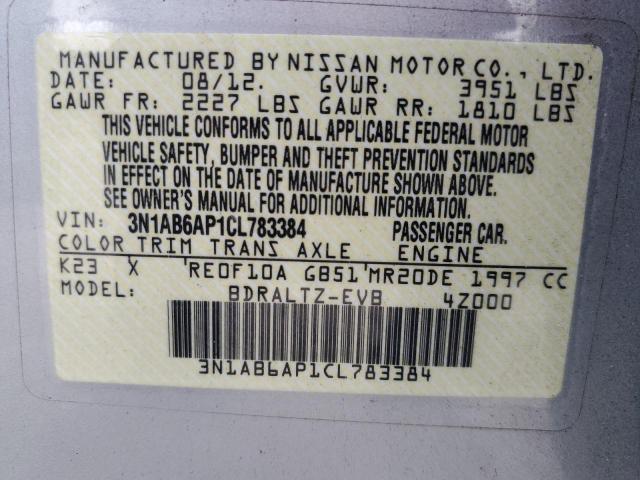 MANUFACTURED BY NISSAN MOTOR CO., LTD.
DATE: 08/12. GVWR: 3951 LBS
GAWR FR: 2227 LBS GAWR RR: 1810 LBS
THIS VEHICLE CONFORMS TO ALL APPLICABLE FEDERAL MOTOR
VEHICLE SAFETY, BUMPER AND THEFT PREVENTION STANDARDS
IN EFFECT ON THE DATE OF MANUFACTURE SHOWN ABOVE.
SEE OWNER'S MANUAL FOR ADDITIONAL INFORMATION.
VIN: 3N1AB6AP1CL783384 PASSENGER CAR.
COLOR TRIM TRANS AXLE ENGINE
K23 X REOF10A GB51 MR20DE 1997 CC
MODEL: BDRALTZ-EVB 4Z000
3N1AB6AP1CL783384